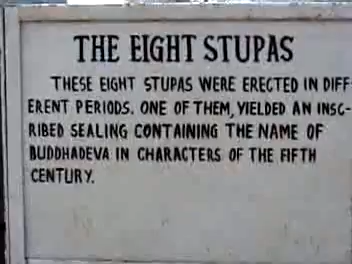 THE EIGHT STUPAS
THESE EIGHT STUPAS WERE ERECTED IN DIFF-
ERENT PERIODS. ONE OF THEM, YIELDED AN INSC-
RIBED SEALING CONTAINING THE NAME OF
BUDDHADEVA IN CHARACTERS OF THE FIFTH
CENTURY.